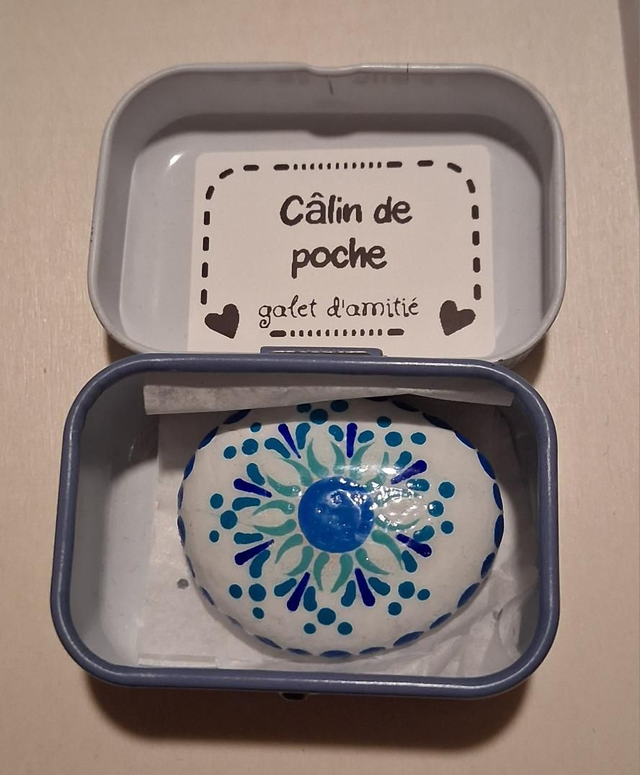 Câlin de
poche
galet d'amitié